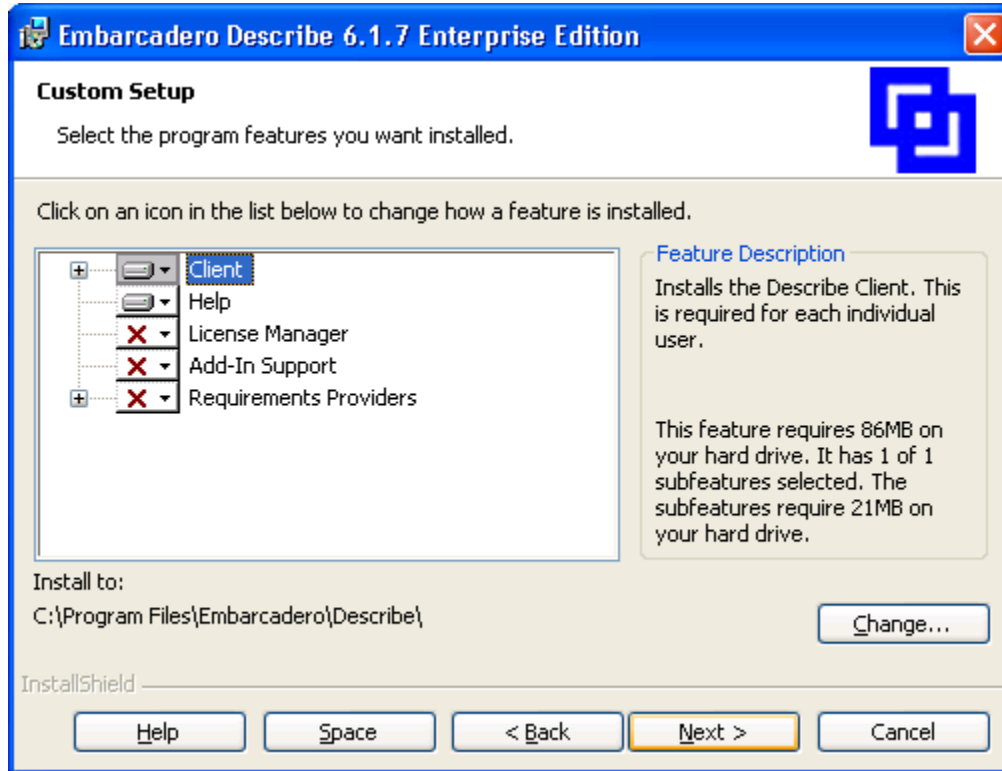 Embarcadero Describe 6.1.7 Enterprise Edition
Custom Setup
Select the program features you want installed.
Click on an icon in the list below to change how a feature is installed.
Client
Help
License Manager
Add-In Support
Requirements Providers
Feature Description
Installs the Describe Client. This
is required for each individual
user.
This feature requires 86MB on
your hard drive. It has 1 of 1
subfeatures selected. The
subfeatures require 21MB on
your hard drive.
Install to:
C:\Program Files\Embarcadero\Describe\
Change...
InstallShield
Help
Space
< Back
Next >
Cancel